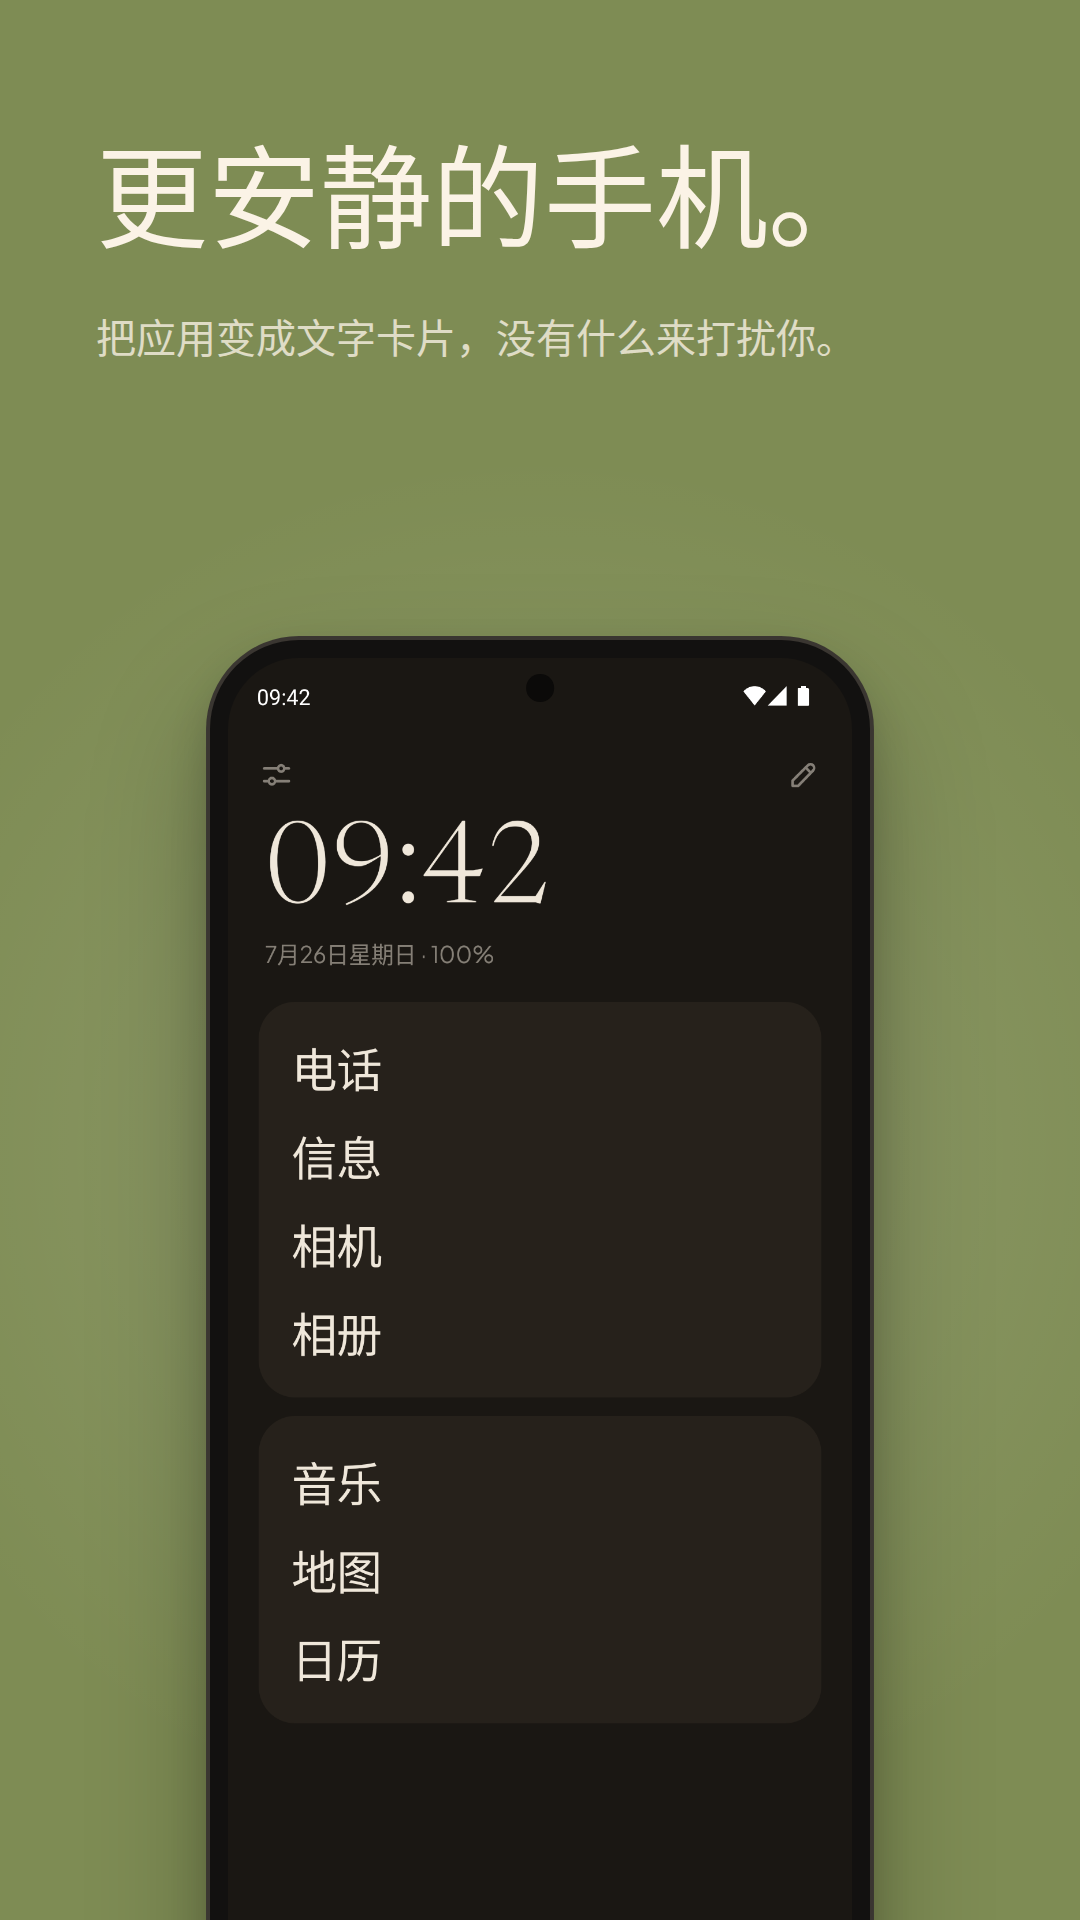 更安静的手机。
把应用变成文字卡片，没有什么来打扰你。
09:42
09:42
7月26日星期日 · 100%
电话
信息
相机
相册
音乐
地图
日历